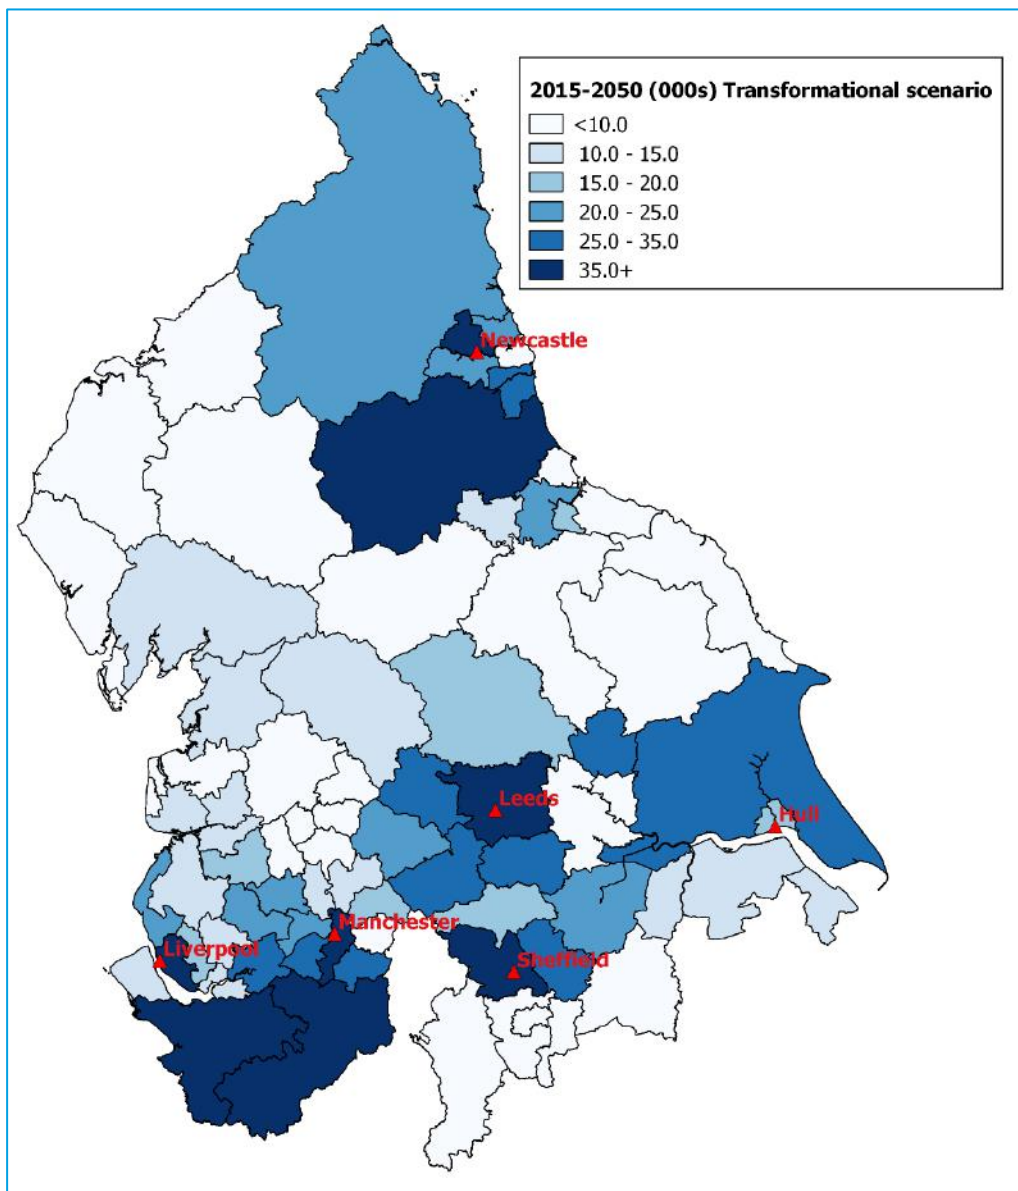 2015-2050 (000s) Transformational scenario
<10.0
10.0 - 15.0
15.0 - 20.0
20.0 - 25.0
25.0 - 35.0
35.0+
Newcastle
Leeds
Hull
Manchester
Liverpool
Sheffield